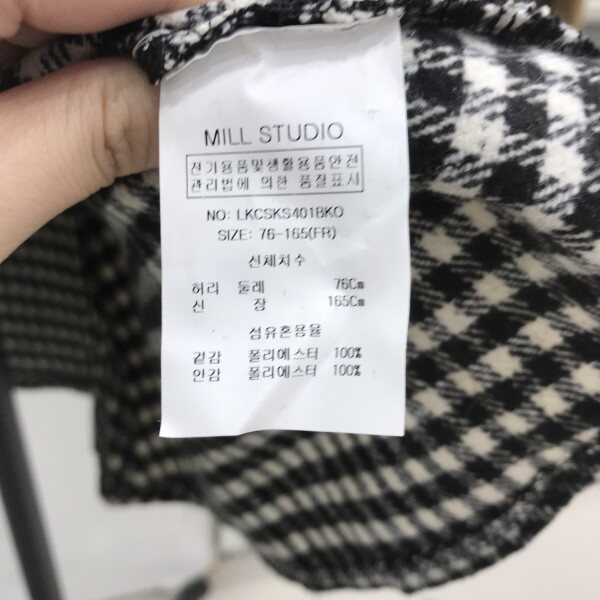 MILL STUDIO
전기용품및생활용품안전
관리법에 의한 품질표시
NO: LKCSKS401BKO
SIZE: 76-165(FR)
신체치수
허리 둘레 76Cm
신 장 165Cm
섬유혼용율
겉감 폴리에스터 100%
안감 폴리에스터 100%